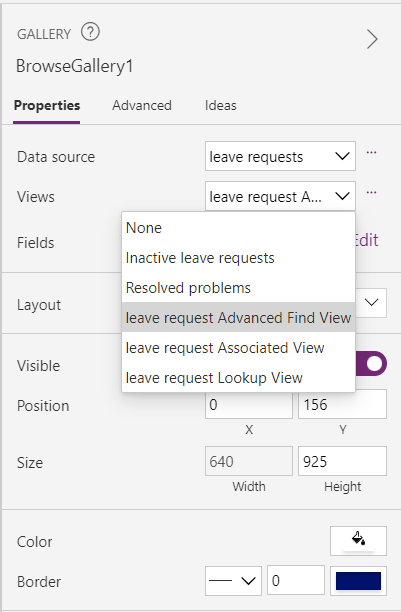 GALLERY ?
BrowseGallery1
Properties Advanced Ideas
Data source leave requests ...
Views leave request A... ...
None
Fields Edit
Inactive leave requests
Resolved problems
Layout
leave request Advanced Find View
leave request Associated View
Visible
leave request Lookup View
Position 0 156
X Y
Size 640 925
Width Height
Color
Border 0